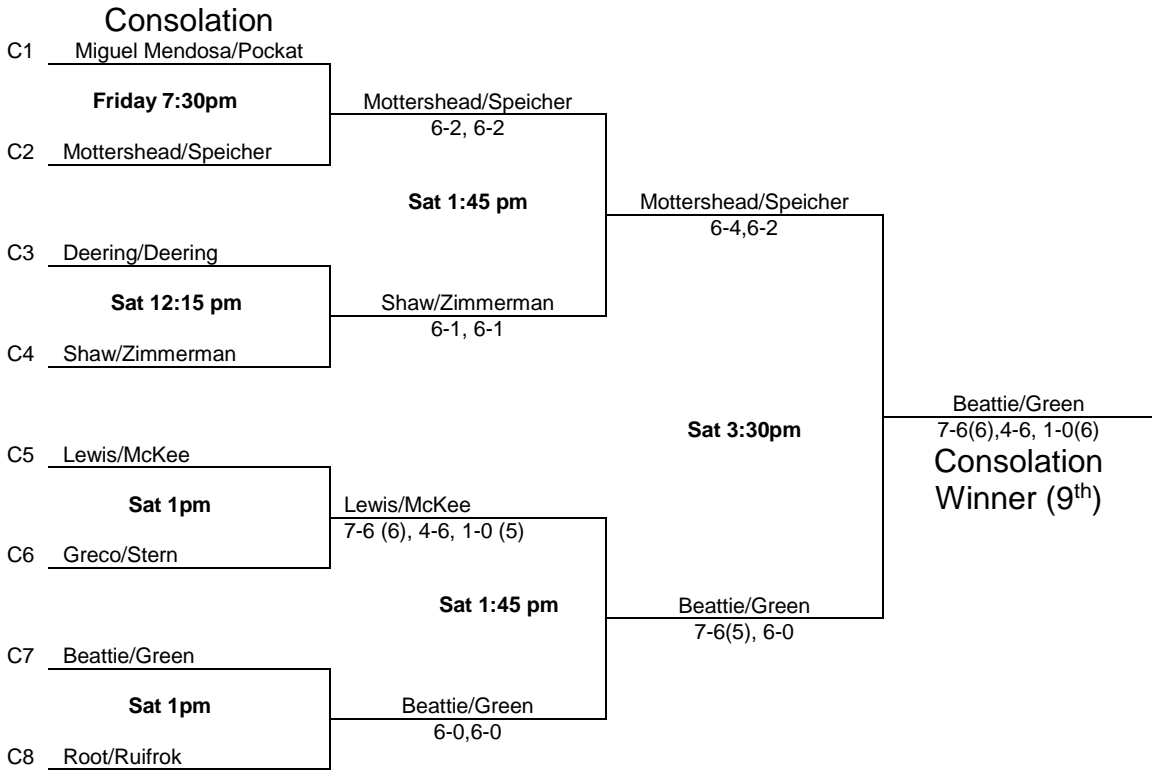 Consolation
C1 Miguel Mendosa/Pockat
Friday 7:30pm
Mottershead/Speicher
6-2, 6-2
C2 Mottershead/Speicher
Sat 1:45 pm
Mottershead/Speicher
6-4,6-2
C3 Deering/Deering
Sat 12:15 pm
Shaw/Zimmerman
6-1, 6-1
C4 Shaw/Zimmerman
Sat 3:30pm
Beattie/Green
7-6(6),4-6, 1-0(6)
Consolation
Winner (9th)
C5 Lewis/McKee
Sat 1pm
Lewis/McKee
7-6 (6), 4-6, 1-0 (5)
C6 Greco/Stern
Sat 1:45 pm
Beattie/Green
7-6(5), 6-0
C7 Beattie/Green
Sat 1pm
Beattie/Green
6-0,6-0
C8 Root/Ruifrok